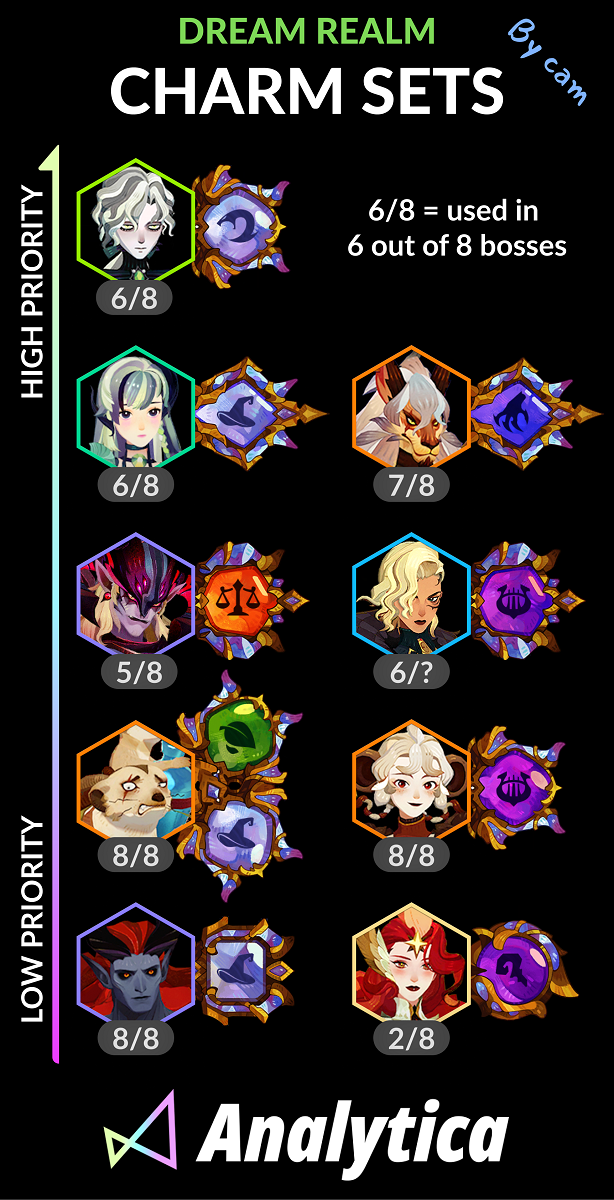 DREAM REALM
By cam
CHARM SETS
HIGH PRIORITY
6/8 = used in
6 out of 8 bosses
6/8
6/8
7/8
5/8
6/?
8/8
8/8
LOW PRIORITY
8/8
2/8
Analytica